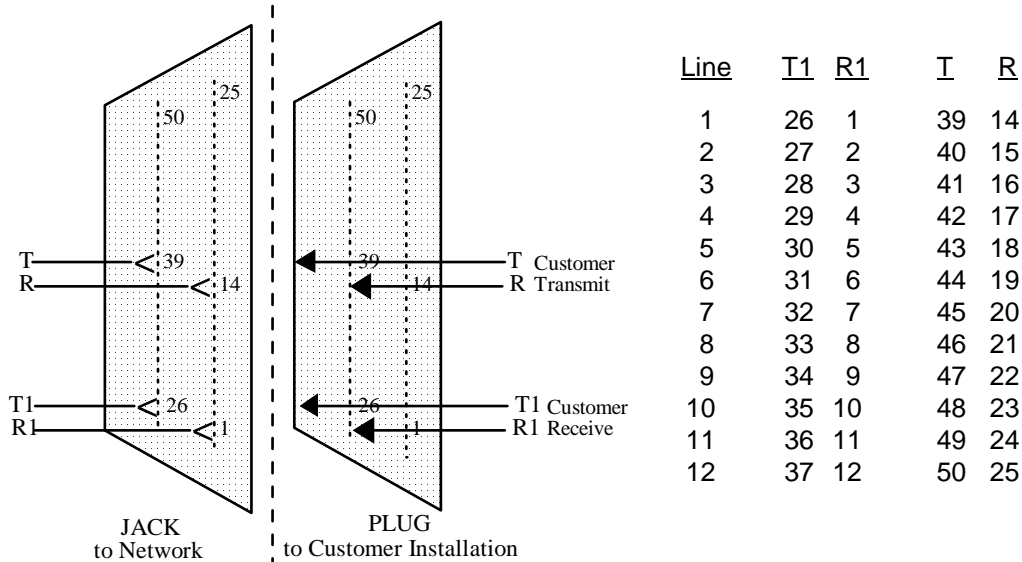 25
50
25
50
T
39
R
14
39
T Customer
14
R Transmit
T1
26
R1
1
26
T1 Customer
1
R1 Receive
JACK
to Network
PLUG
to Customer Installation
Line T1 R1 T R
1 26 1 39 14
2 27 2 40 15
3 28 3 41 16
4 29 4 42 17
5 30 5 43 18
6 31 6 44 19
7 32 7 45 20
8 33 8 46 21
9 34 9 47 22
10 35 10 48 23
11 36 11 49 24
12 37 12 50 25